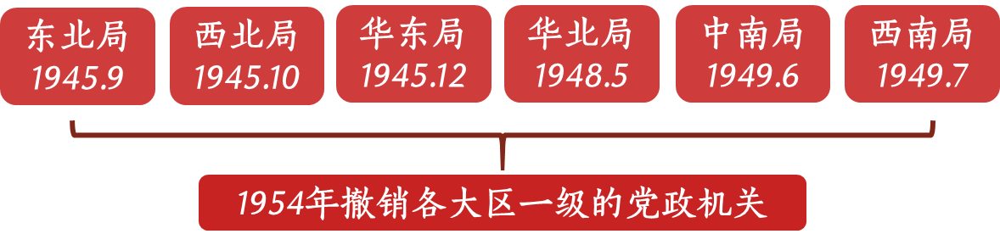 东北局
1945.9
西北局
1945.10
华东局
1945.12
华北局
1948.5
中南局
1949.6
西南局
1949.7
1954年撤销各大区一级的党政机关